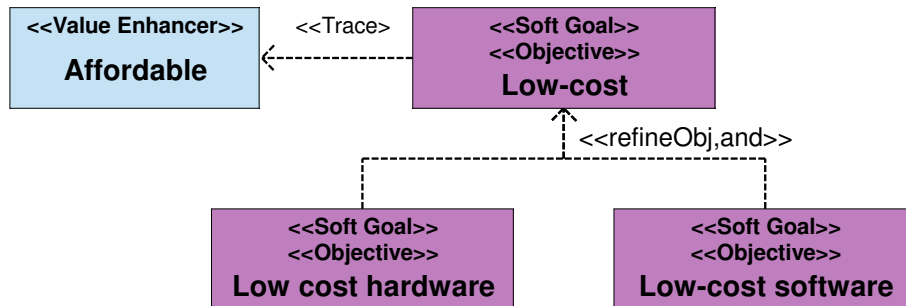 <<Value Enhancer>>
Affordable
<<Trace>
<<Soft Goal>>
<<Objective>>
Low-cost
<<refineObj,and>>
<<Soft Goal>>
<<Objective>>
Low cost hardware
<<Soft Goal>>
<<Objective>>
Low-cost software